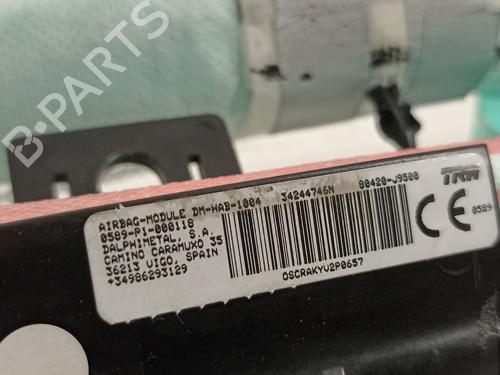 B-PARTS
AIRBAG-MODULE DM-HAB-1004 34244746N 80420-J9500
0589-P1-000118
DALPHIMETAL, S.A.
CAMINO CARAMUXO 35
36213 VIGO, SPAIN
+34986293129
OSCRAKYU2P0657
TRW
CE 0589